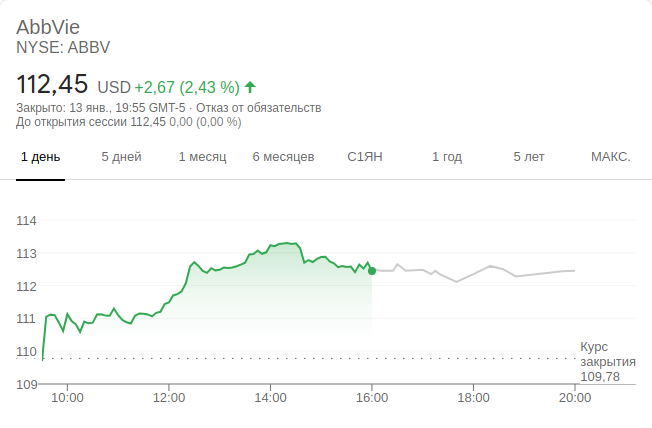 AbbVie
NYSE: ABBV
112,45 USD +2,67 (2,43 %)
Закрыто: 13 янв., 19:55 GMT-5 · Отказ от обязательств
До открытия сессии 112,45 0,00 (0,00 %)
1 день 5 дней 1 месяц 6 месяцев С1ЯН 1 год 5 лет МАКС.
114
113
112
111
110
Курс
закрытия
109,78
109
10:00 12:00 14:00 16:00 18:00 20:00